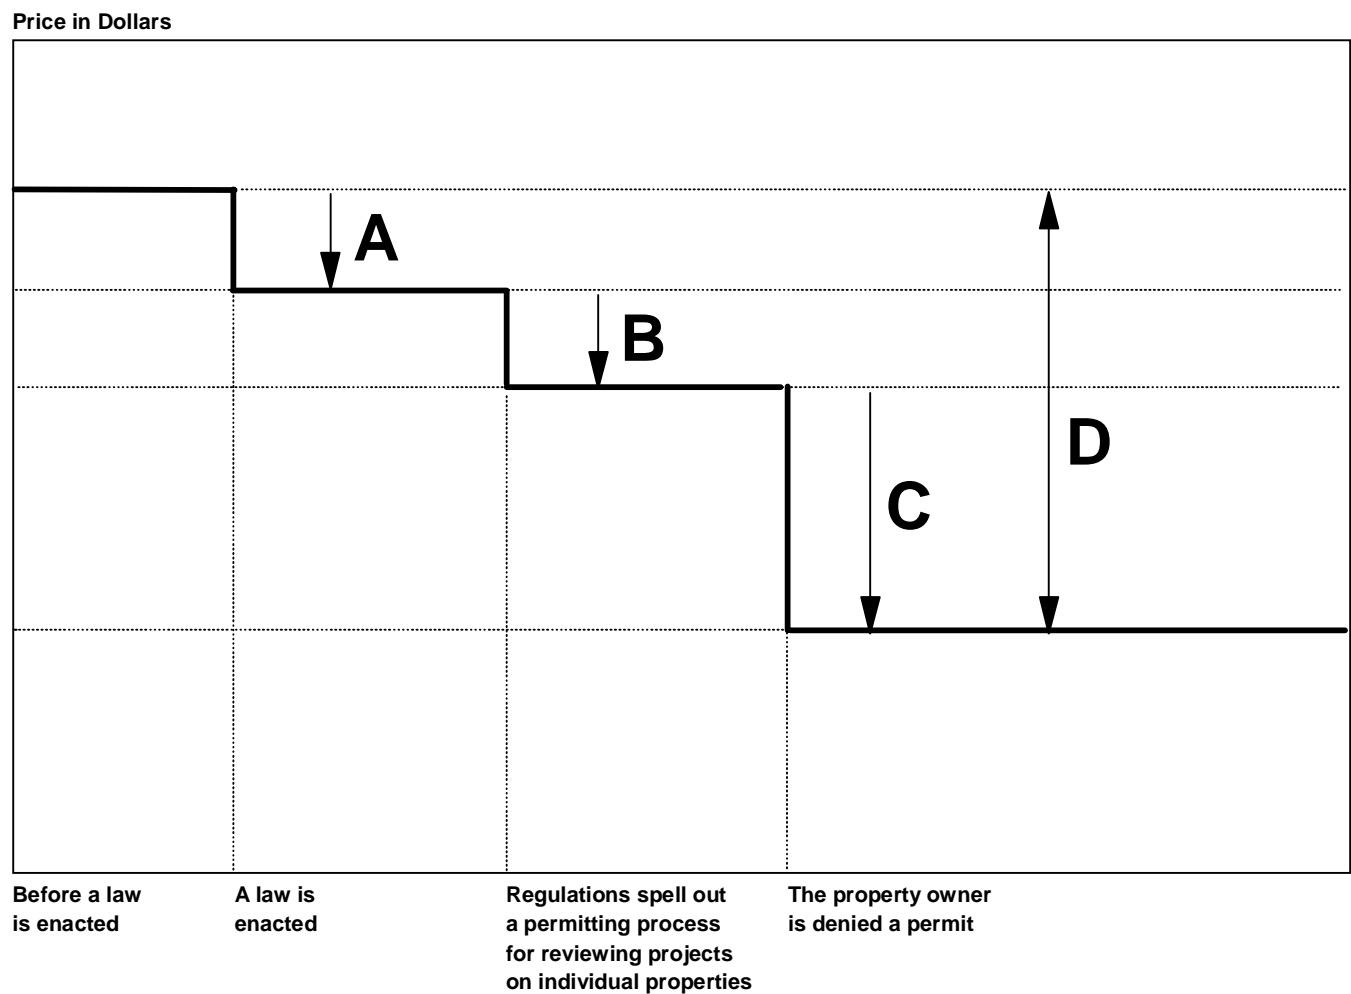 Price in Dollars
A
B
C
D
Before a law
is enacted
A law is
enacted
Regulations spell out
a permitting process
for reviewing projects
on individual properties
The property owner
is denied a permit